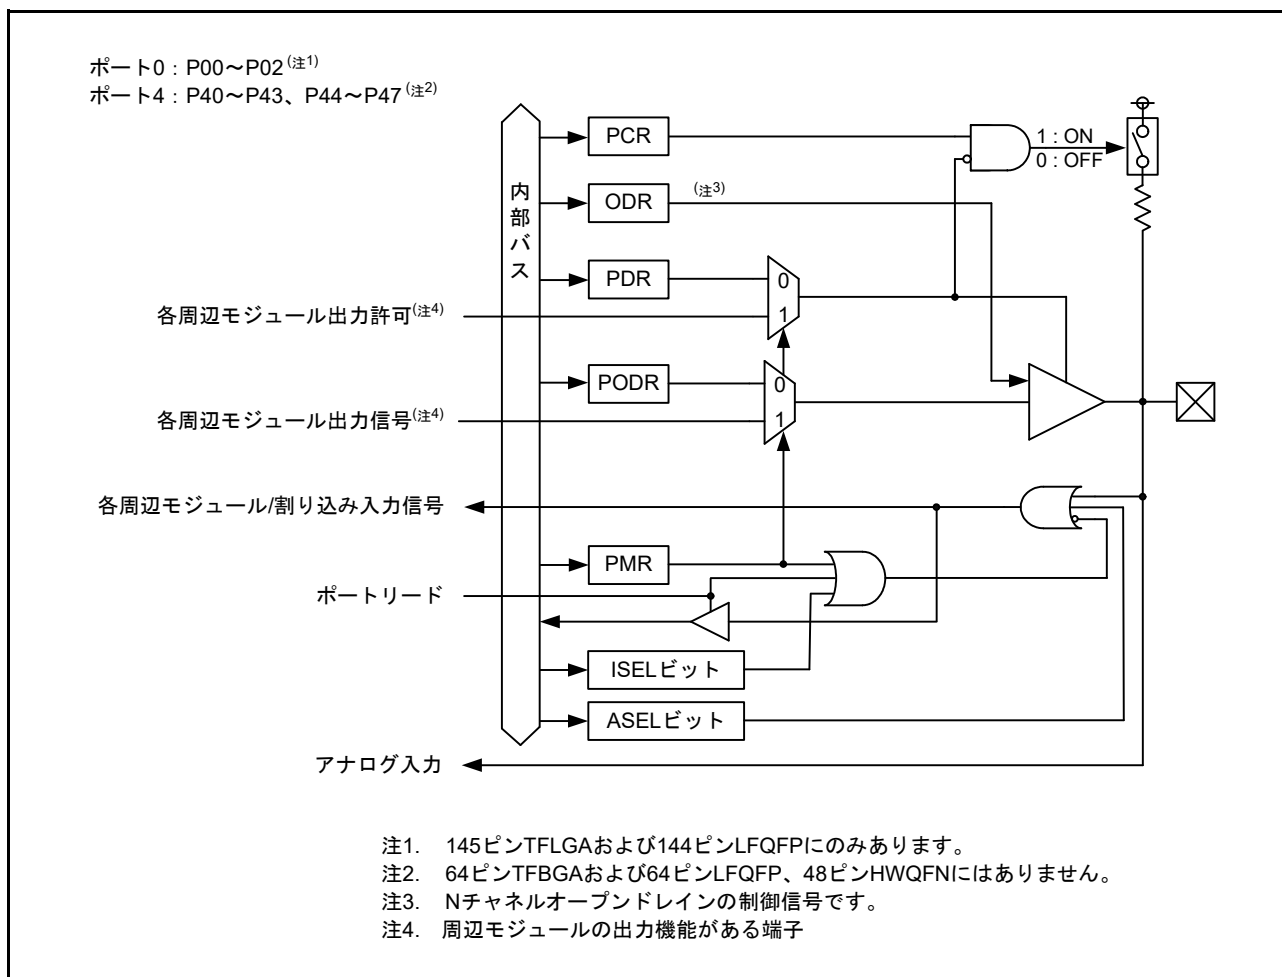 ポート0 : P00～P02(注1)
ポート4 : P40～P43、P44～P47(注2)
内部バス
PCR
1 : ON
0 : OFF
ODR
(注3)
PDR
0
1
各周辺モジュール出力許可(注4)
PODR
0
1
各周辺モジュール出力信号(注4)
各周辺モジュール/割り込み入力信号
PMR
ポートリード
ISELビット
ASELビット
アナログ入力
注1. 145ピンTFLGAおよび144ピンLFQFPにのみあります。
注2. 64ピンTFBGAおよび64ピンLFQFP、48ピンHWQFNにはありません。
注3. Nチャネルオープンドレインの制御信号です。
注4. 周辺モジュールの出力機能がある端子